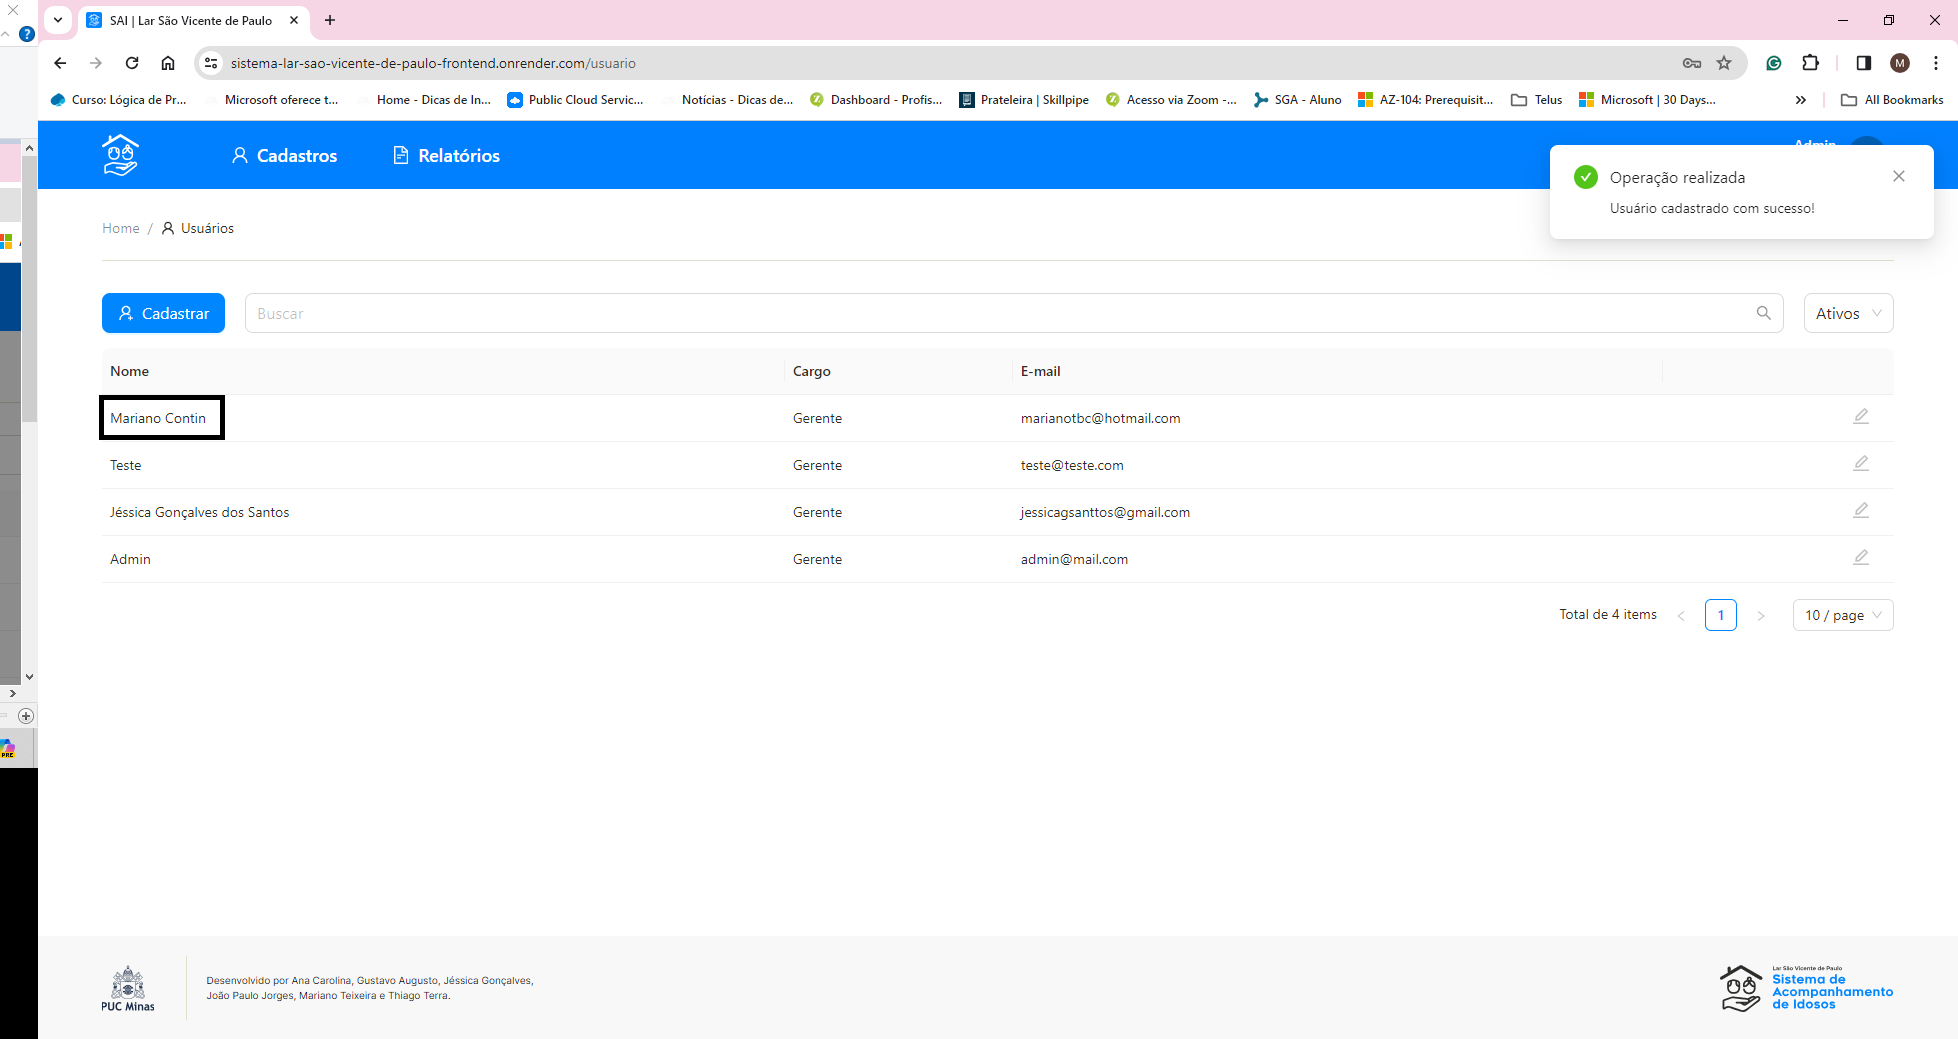 SAI | Lar São Vicente de Paulo
sistema-lar-sao-vicente-de-paulo-frontend.onrender.com/usuario
M
Curso: Lógica de Pr...
Microsoft oferece t...
Home - Dicas de In...
Public Cloud Servic...
Notícias - Dicas de...
Dashboard - Profis...
Prateleira | Skillpipe
Acesso via Zoom -...
SGA - Aluno
AZ-104: Prerequisit...
Telus
Microsoft | 30 Days...
All Bookmarks
Cadastros
Relatórios
Admin
Operação realizada
Usuário cadastrado com sucesso!
Home / Usuários
Cadastrar
Buscar
Ativos
Nome Cargo E-mail
Mariano Contin Gerente marianotbc@hotmail.com
Teste Gerente teste@teste.com
Jéssica Gonçalves dos Santos Gerente jessicagsanttos@gmail.com
Admin Gerente admin@mail.com
Total de 4 items < 1 > 10 / page
PRE
PUC Minas
Desenvolvido por Ana Carolina, Gustavo Augusto, Jéssica Gonçalves,
João Paulo Jorges, Mariano Teixeira e Thiago Terra.
Lar São Vicente de Paulo
Sistema de
Acompanhamento
de Idosos